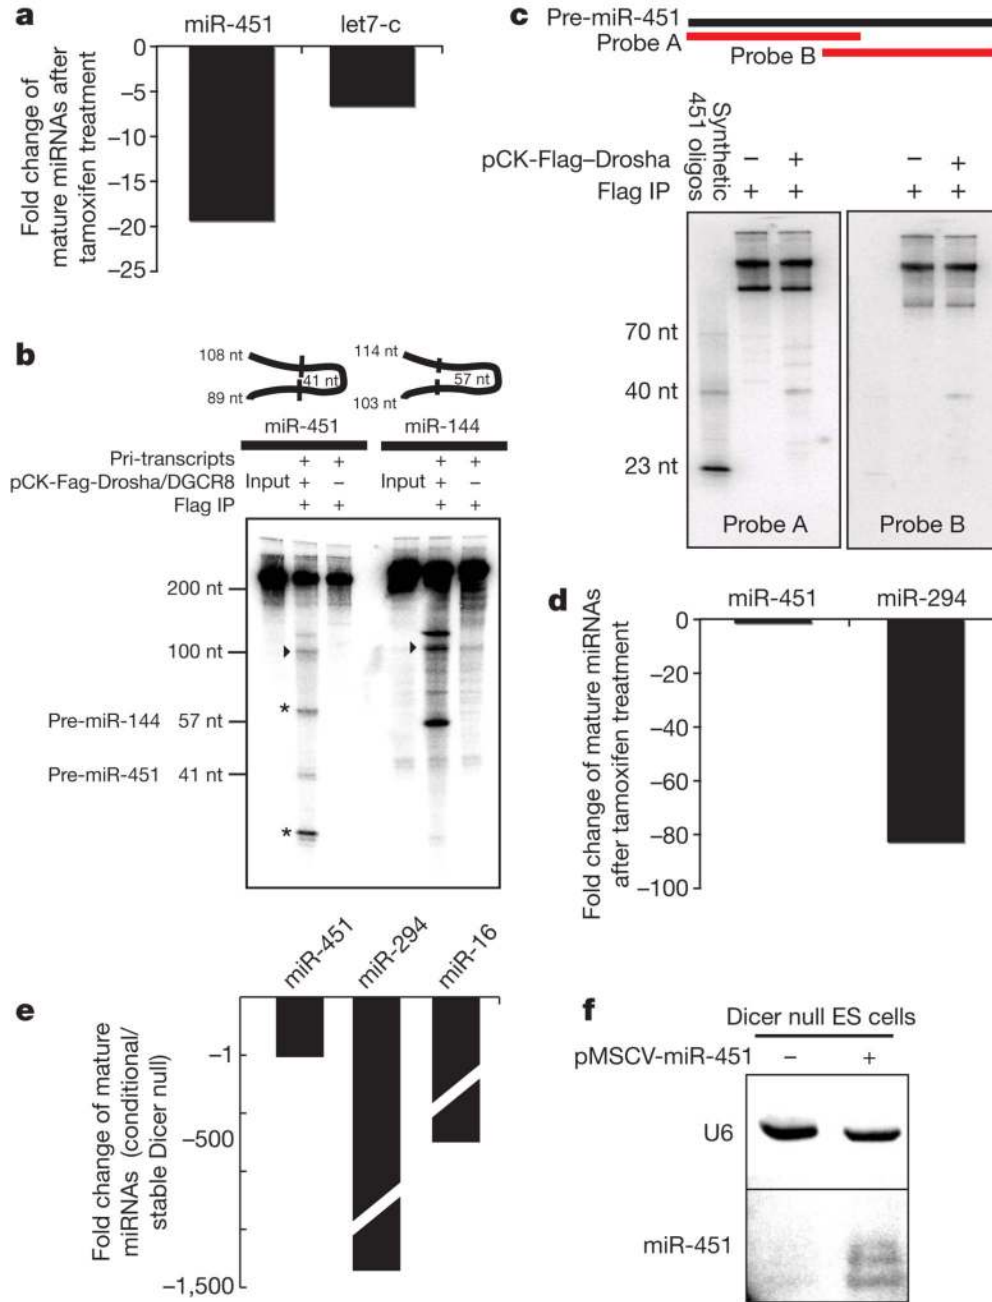 a
miR-451 let7-c
Fold change of
mature miRNAs after
tamoxifen treatment
0
−5
−10
−15
−20
−25
b
108 nt
41 nt
89 nt
114 nt
57 nt
103 nt
miR-451 miR-144
Pri-transcripts + + + +
pCK-Fag-Drosha/DGCR8 Input + − Input + −
Flag IP + + + +
200 nt
100 nt
Pre-miR-144 57 nt
Pre-miR-451 41 nt
*
*
c
Pre-miR-451
Probe A
Probe B
Synthetic
451 oligos
pCK-Flag–Drosha − + − +
Flag IP + + + +
70 nt
40 nt
23 nt
Probe A Probe B
d
miR-451 miR-294
Fold change of mature miRNAs
after tamoxifen treatment
0
−20
−40
−60
−80
−100
e
miR-451 miR-294 miR-16
Fold change of mature
miRNAs (conditional/
stable Dicer null)
−1
−500
−1,500
f
Dicer null ES cells
pMSCV-miR-451 − +
U6
miR-451